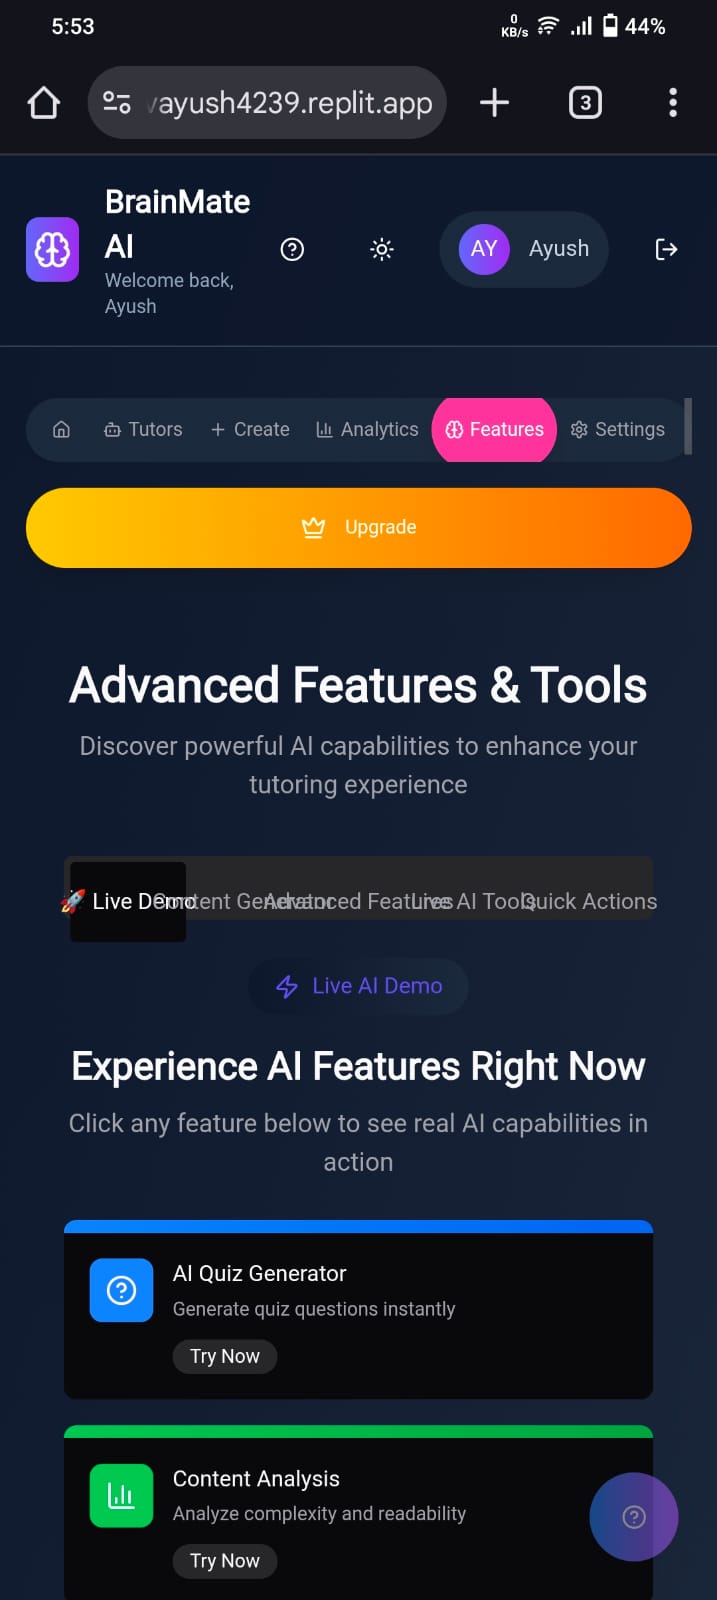 5:53
0
KB/s
44%
vayush4239.replit.app
3
BrainMate
AI
Welcome back,
Ayush
AY
Ayush
Tutors
Create
Analytics
Features
Settings
Upgrade
Advanced Features & Tools
Discover powerful AI capabilities to enhance your
tutoring experience
🚀 Live Demo Content Generator Advanced Features Live AI Tools Quick Actions
Live AI Demo
Experience AI Features Right Now
Click any feature below to see real AI capabilities in
action
AI Quiz Generator
Generate quiz questions instantly
Try Now
Content Analysis
Analyze complexity and readability
Try Now